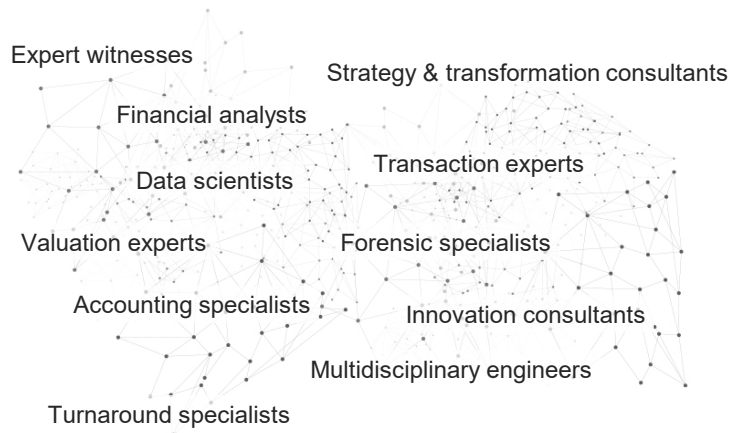 Expert witnesses
Strategy & transformation consultants
Financial analysts
Transaction experts
Data scientists
Valuation experts
Forensic specialists
Accounting specialists
Innovation consultants
Multidisciplinary engineers
Turnaround specialists